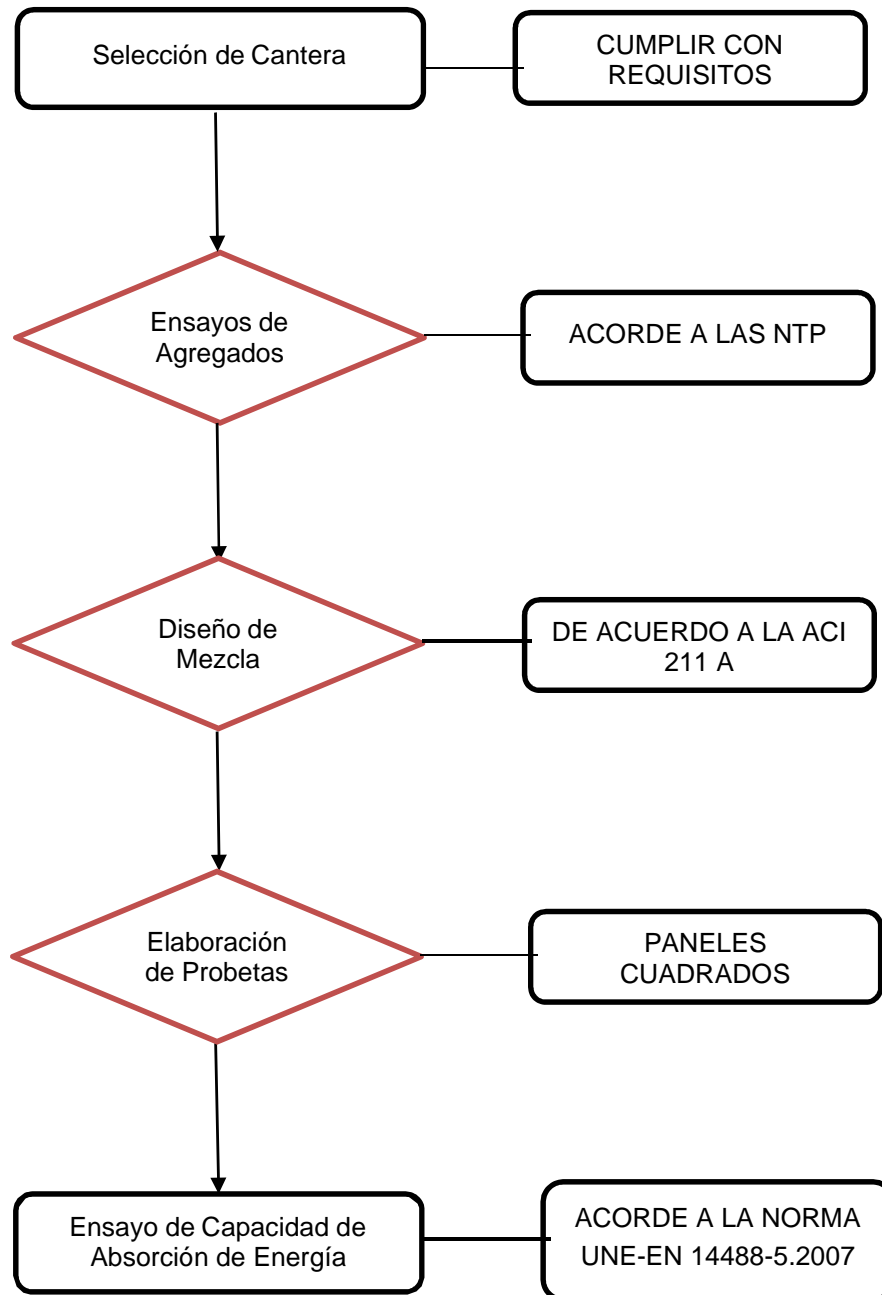 Selección de Cantera
CUMPLIR CON
REQUISITOS
Ensayos de
Agregados
ACORDE A LAS NTP
Diseño de
Mezcla
DE ACUERDO A LA ACI
211 A
Elaboración
de Probetas
PANELES
CUADRADOS
Ensayo de Capacidad de
Absorción de Energía
ACORDE A LA NORMA
UNE-EN 14488-5.2007